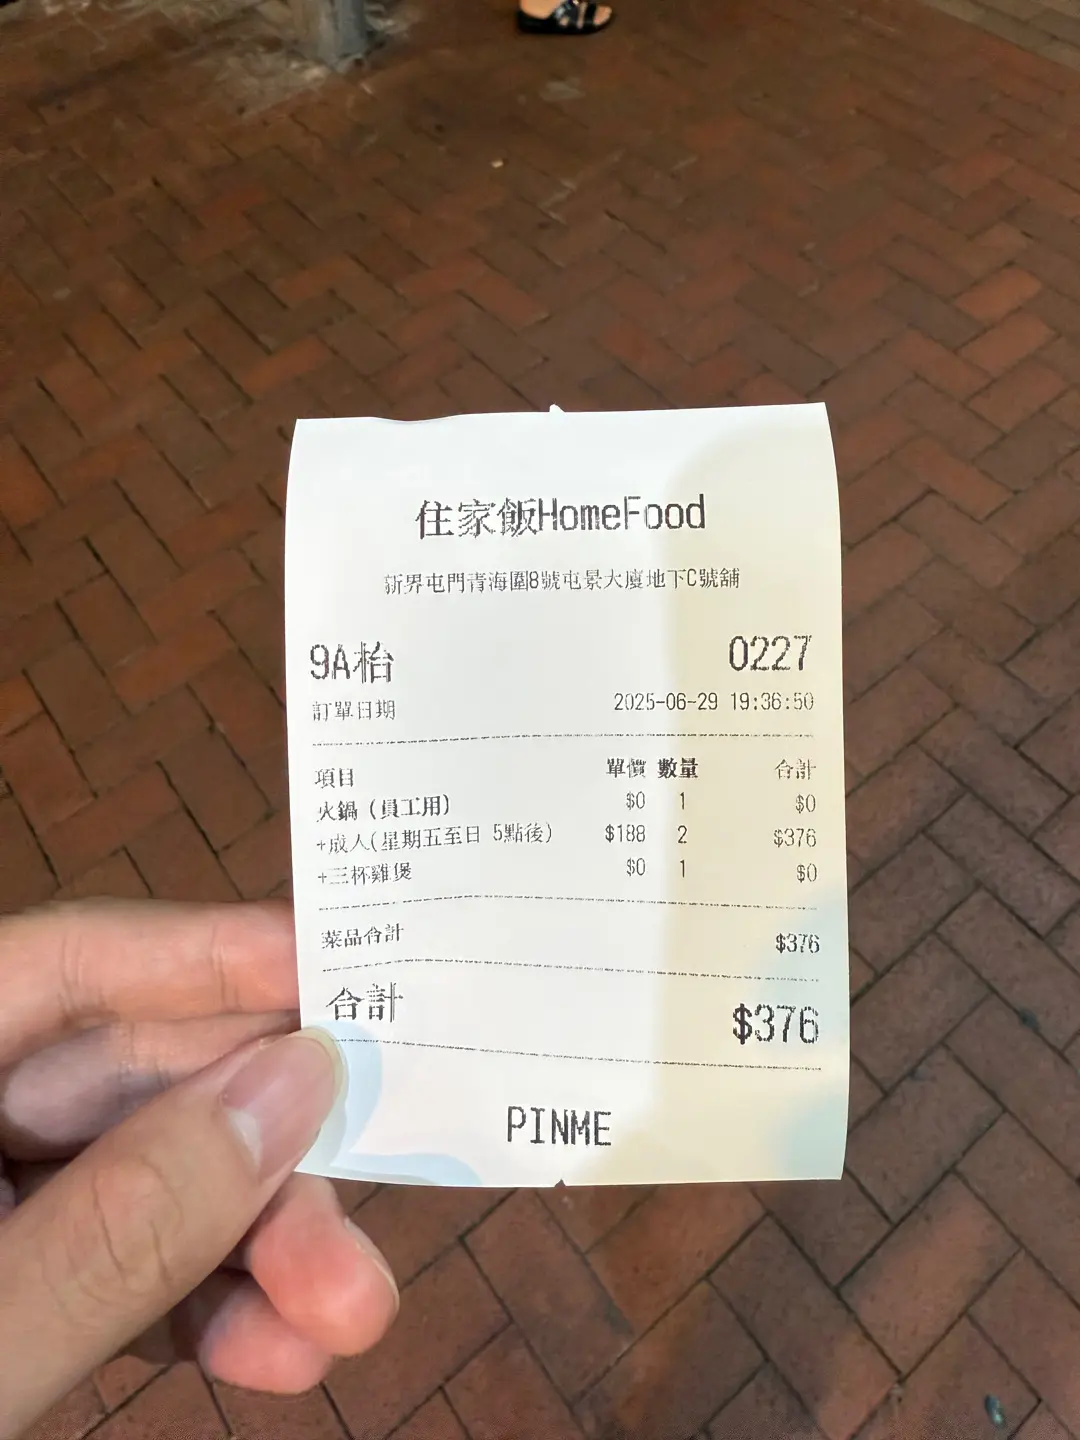 住家飯HomeFood
新界屯門青海圍8號屯景大廈地下C號舖
9A枱 0227
訂單日期 2025-06-29 19:36:50
項目 單價 數量 合計
火鍋（員工用） $0 1 $0
+成人(星期五至日 5點後) $188 2 $376
+三杯雞煲 $0 1 $0
菜品合計 $376
合計 $376
PINME